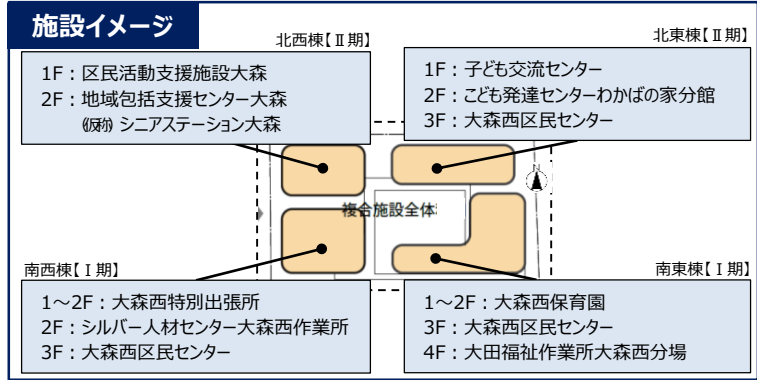 施設イメージ
北西棟【Ⅱ期】
1F：区民活動支援施設大森
2F：地域包括支援センター大森
(仮称) シニアステーション大森
北東棟【Ⅱ期】
1F：子ども交流センター
2F：こども発達センターわかばの家分館
3F：大森西区民センター
複合施設全体
南西棟【Ⅰ期】
1～2F：大森西特別出張所
2F：シルバー人材センター大森西作業所
3F：大森西区民センター
南東棟【Ⅰ期】
1～2F：大森西保育園
3F：大森西区民センター
4F：大田福祉作業所大森西分場